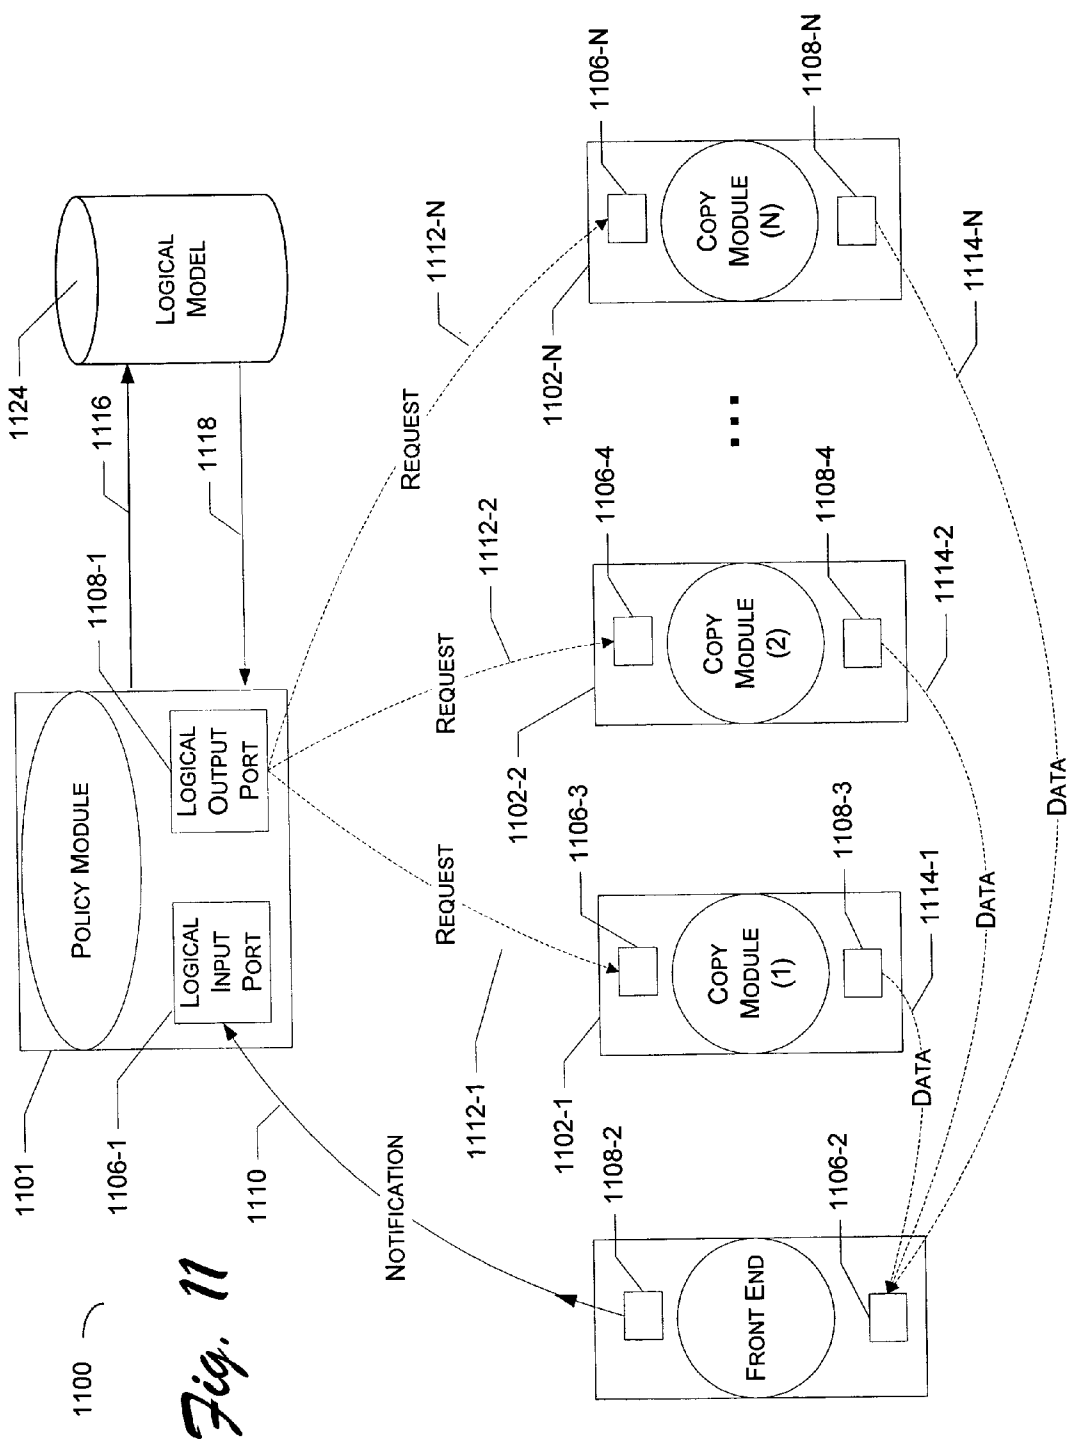 1100
Fig. 11
1101
1106-1
1110
POLICY MODULE
LOGICAL
INPUT
PORT
LOGICAL
OUTPUT
PORT
1108-1
1116
1118
1124
LOGICAL
MODEL
NOTIFICATION
1112-1
REQUEST
REQUEST
1112-2
REQUEST
1112-N
1108-2
FRONT END
1106-2
1102-1
1106-3
COPY
MODULE
(1)
1108-3
1114-1
DATA
1102-2
1106-4
COPY
MODULE
(2)
1108-4
1114-2
DATA
...
1102-N
1106-N
COPY
MODULE
(N)
1108-N
1114-N
DATA